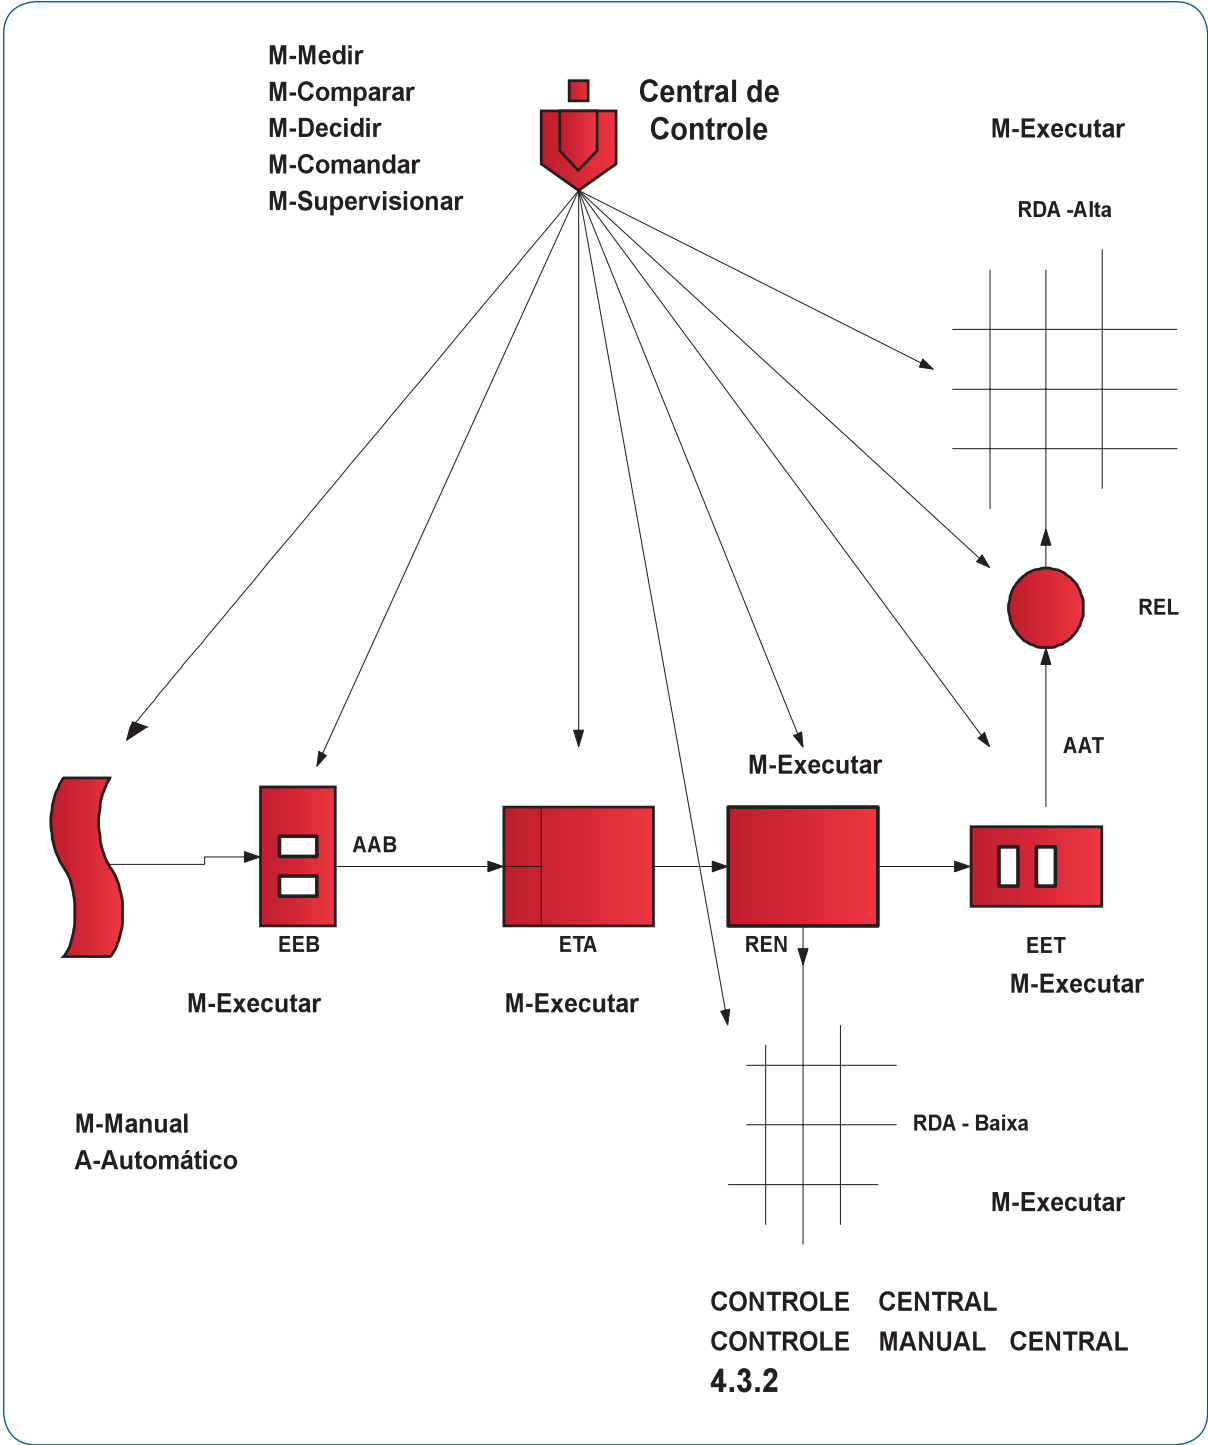 M-Medir
M-Comparar
M-Decidir
M-Comandar
M-Supervisionar
Central de
Controle
M-Executar
RDA -Alta
REL
AAT
M-Executar
AAB
EEB
ETA
REN
EET
M-Executar
M-Executar
M-Executar
M-Manual
A-Automático
RDA - Baixa
M-Executar
CONTROLE CENTRAL
CONTROLE MANUAL CENTRAL
4.3.2